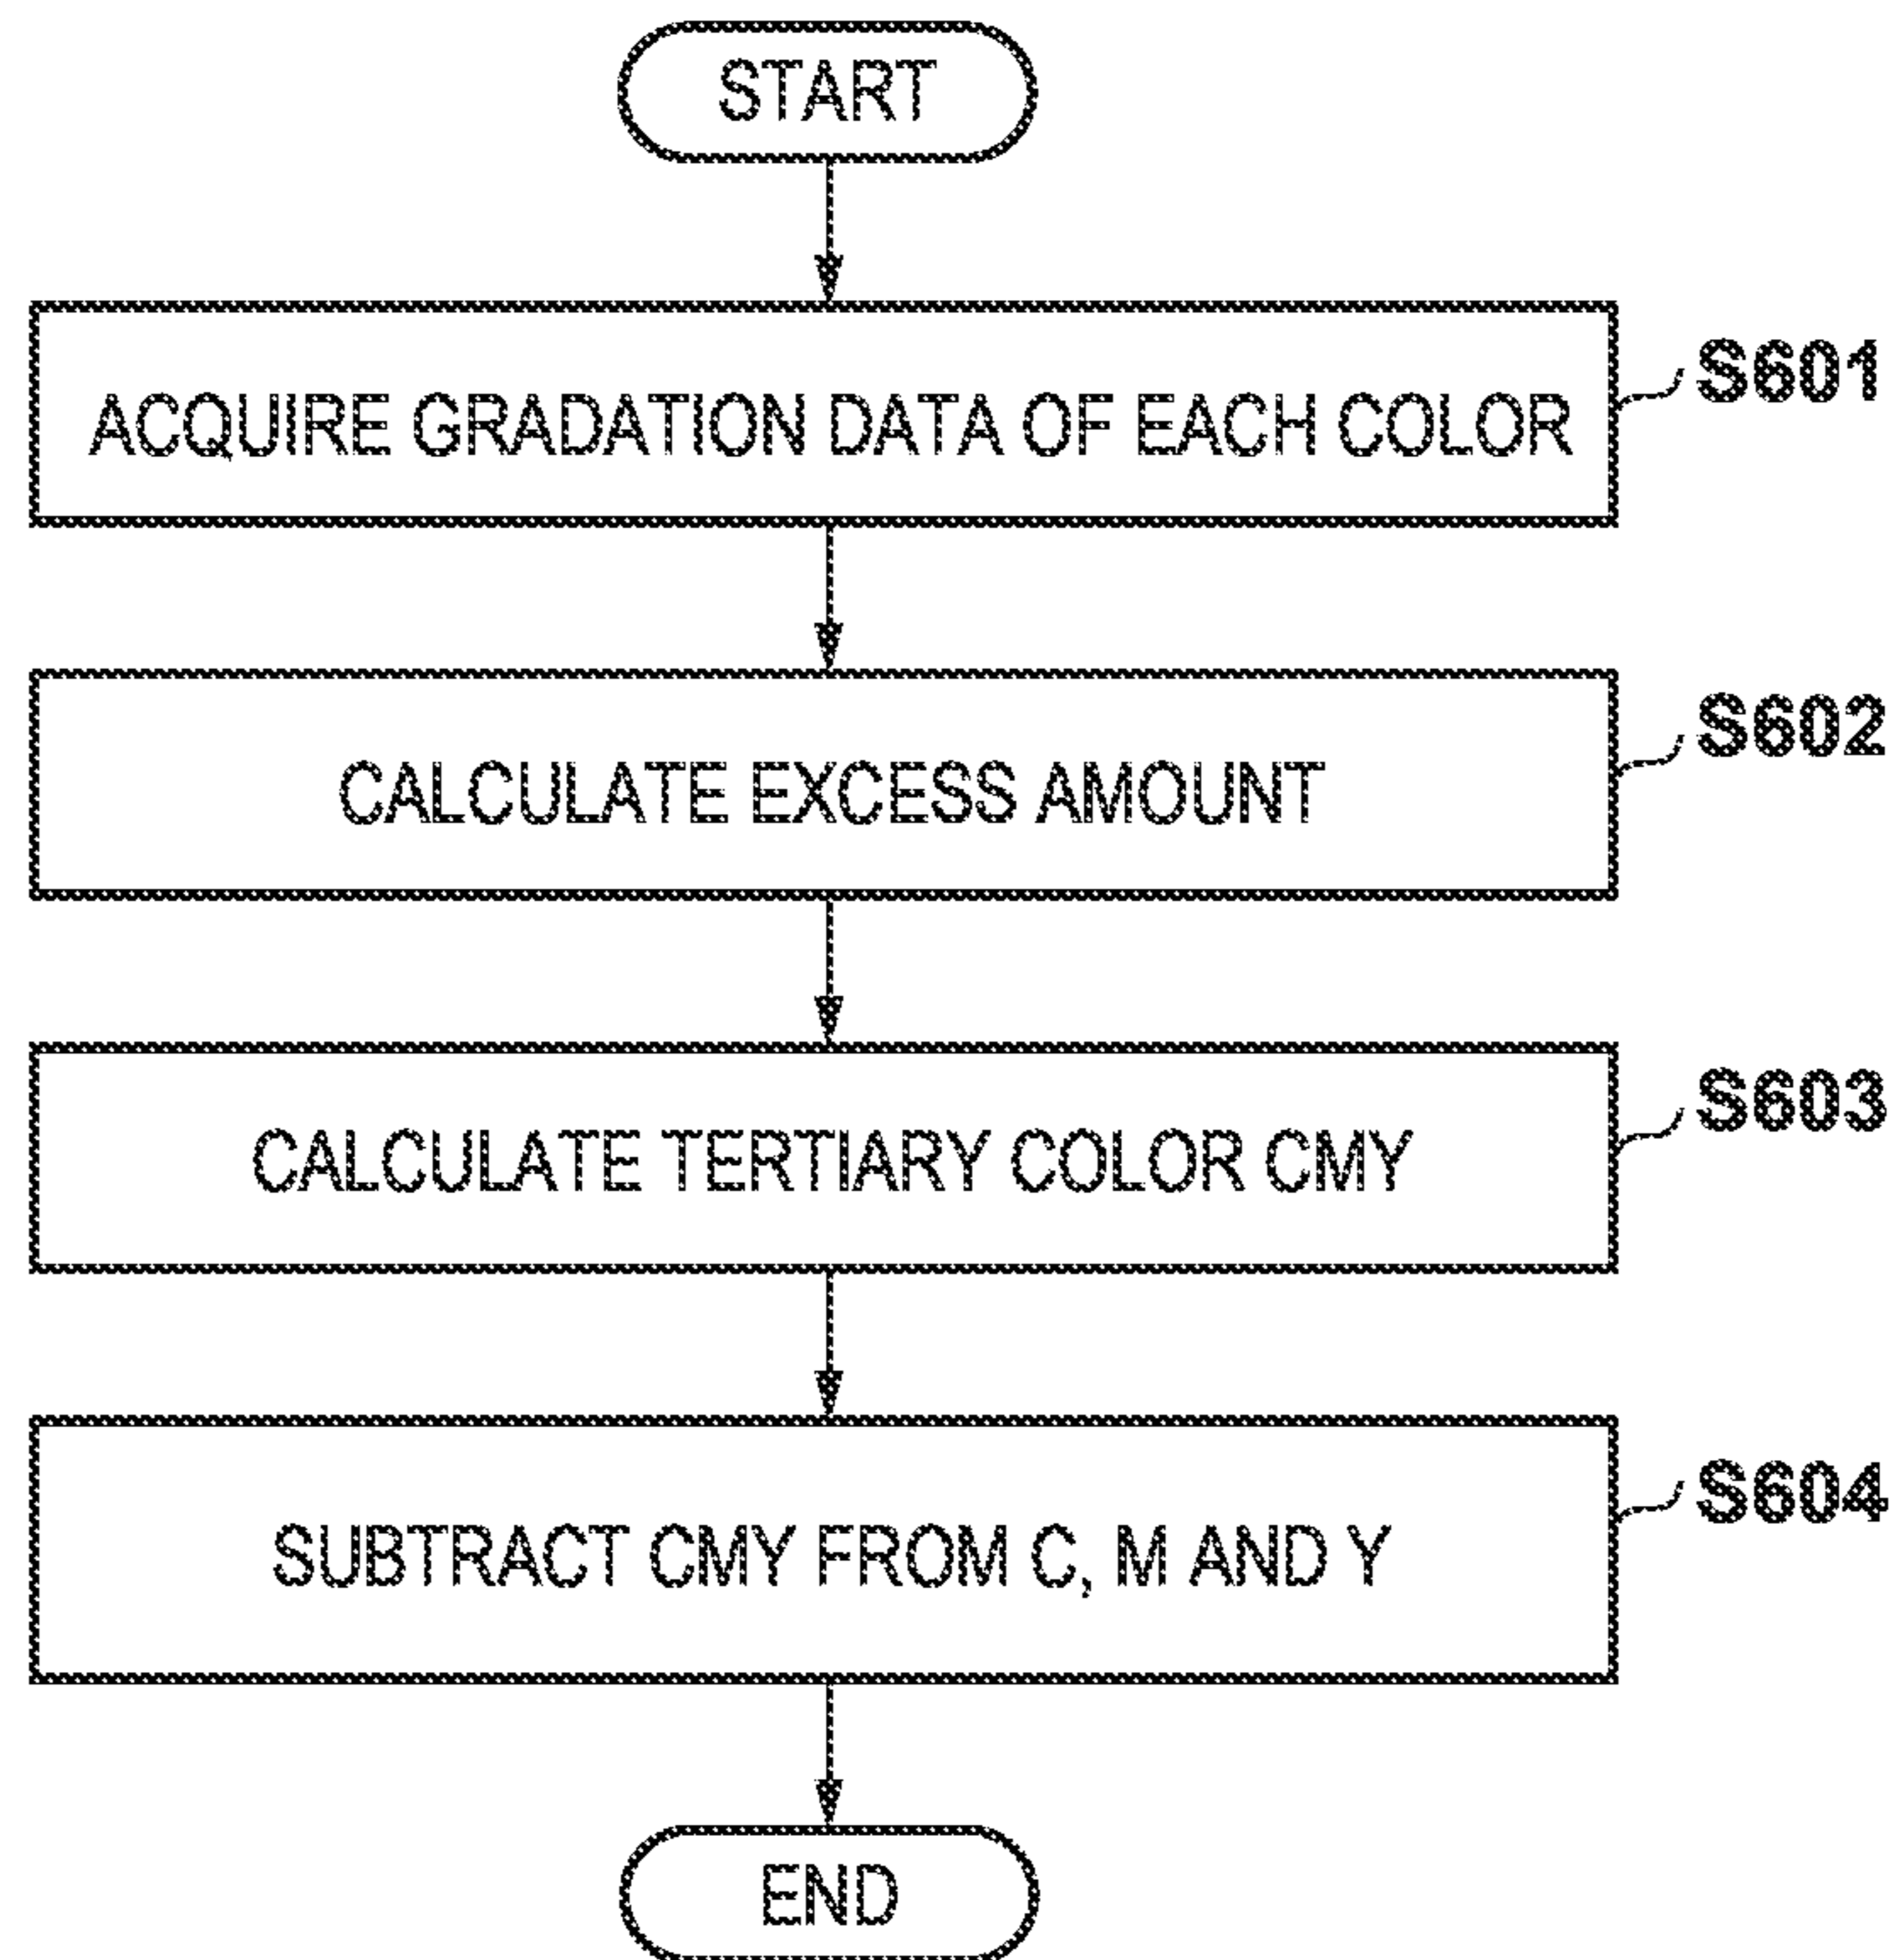 START
ACQUIRE GRADATION DATA OF EACH COLOR
S601
CALCULATE EXCESS AMOUNT
S602
CALCULATE TERTIARY COLOR CMY
S603
SUBTRACT CMY FROM C, M AND Y
S604
END